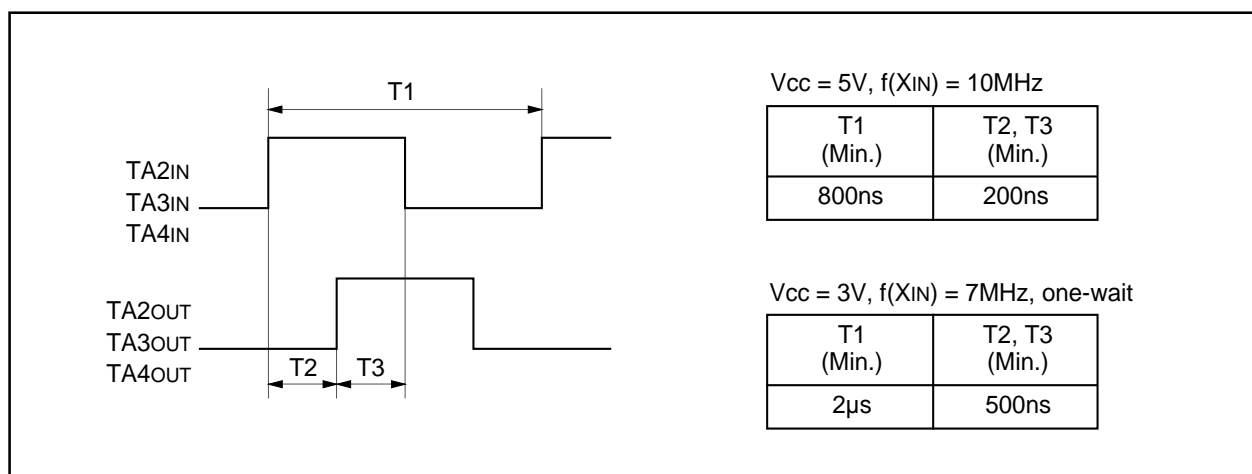 T1
TA2IN
TA3IN
TA4IN
TA2OUT
TA3OUT
TA4OUT
T2 T3
Vcc = 5V, f(XIN) = 10MHz
T1 (Min.) T2, T3 (Min.)
800ns 200ns
Vcc = 3V, f(XIN) = 7MHz, one-wait
T1 (Min.) T2, T3 (Min.)
2µs 500ns